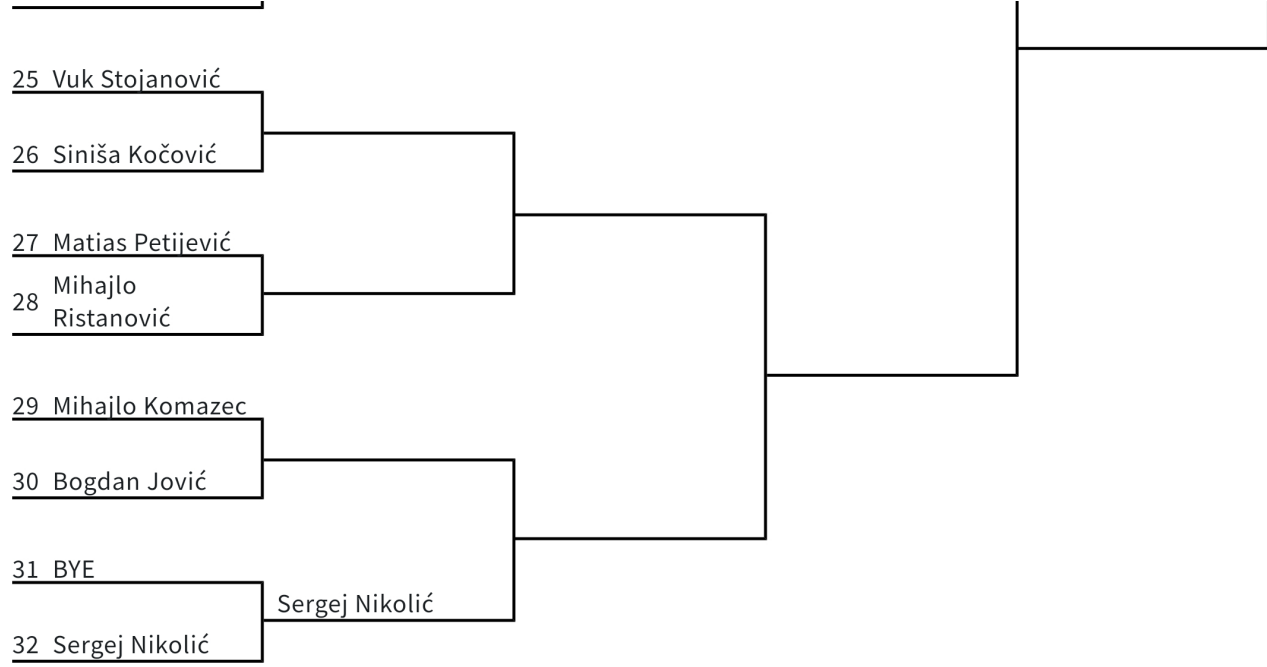 25 Vuk Stojanović
26 Siniša Kočović
27 Matias Petijević
28 Mihajlo
Ristanović
29 Mihajlo Komazec
30 Bogdan Jović
31 BYE
Sergej Nikolić
32 Sergej Nikolić